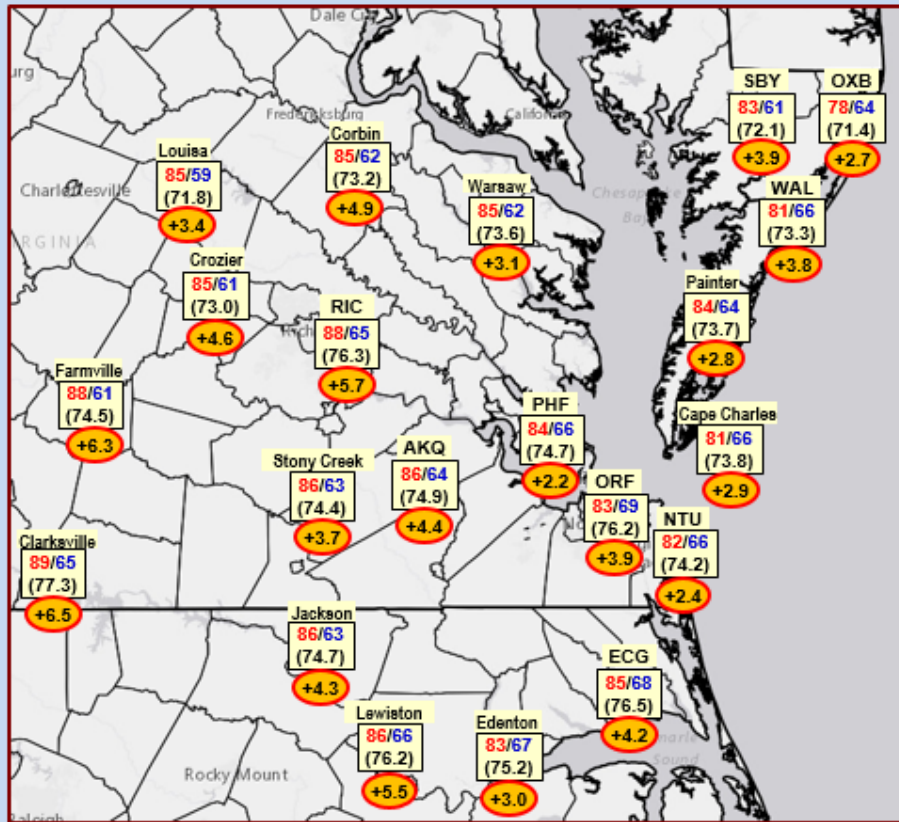 Dale City
urg
SBY
83/61
(72.1)
+3.9
OXB
78/64
(71.4)
+2.7
Fredericksburg
California
Corbin
85/62
(73.2)
+4.9
Louisa
85/59
(71.8)
+3.4
Charlottesville
Warsaw
85/62
(73.6)
+3.1
Chesapeake
Bay
WAL
81/66
(73.3)
+3.8
RGINIA
Crozier
85/61
(73.0)
+4.6
Painter
84/64
(73.7)
+2.8
RIC
88/65
(76.3)
+5.7
Rich
Farmville
88/61
(74.5)
+6.3
PHF
84/66
(74.7)
+2.2
Cape Charles
81/66
(73.8)
+2.9
Stony Creek
86/63
(74.4)
+3.7
AKQ
86/64
(74.9)
+4.4
ORF
83/69
(76.2)
+3.9
No
NTU
82/66
(74.2)
+2.4
Clarksville
89/65
(77.3)
+6.5
Jackson
86/63
(74.7)
+4.3
ECG
85/68
(76.5)
+4.2
marle
Sound
Lewiston
86/66
(76.2)
+5.5
Edenton
83/67
(75.2)
+3.0
Rocky Mount
Raleigh